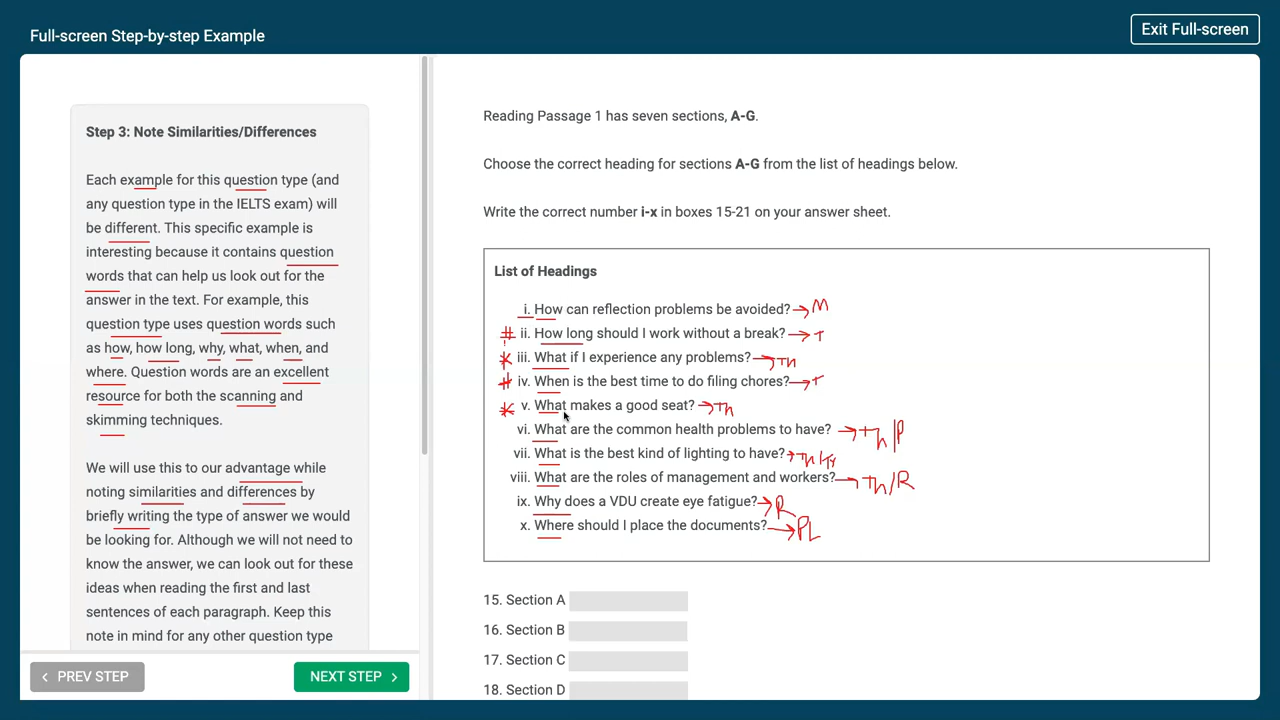 Full-screen Step-by-step Example
Exit Full-screen
Step 3: Note Similarities/Differences
Each example for this question type (and
any question type in the IELTS exam) will
be different. This specific example is
interesting because it contains question
words that can help us look out for the
answer in the text. For example, this
question type uses question words such
as how, how long, why, what, when, and
where. Question words are an excellent
resource for both the scanning and
skimming techniques.
We will use this to our advantage while
noting similarities and differences by
briefly writing the type of answer we would
be looking for. Although we will not need to
know the answer, we can look out for these
ideas when reading the first and last
sentences of each paragraph. Keep this
note in mind for any other question type
‹ PREV STEP
NEXT STEP ›
Reading Passage 1 has seven sections, A-G.
Choose the correct heading for sections A-G from the list of headings below.
Write the correct number i-x in boxes 15-21 on your answer sheet.
List of Headings
i. How can reflection problems be avoided? → M
# ii. How long should I work without a break? → T
* iii. What if I experience any problems? → Th
# iv. When is the best time to do filing chores? → T
* v. What makes a good seat? → Th
vi. What are the common health problems to have? → Th/P
vii. What is the best kind of lighting to have? → Th/Ty
viii. What are the roles of management and workers? → Th/R
ix. Why does a VDU create eye fatigue? → R
x. Where should I place the documents? → PL
15. Section A
16. Section B
17. Section C
18. Section D